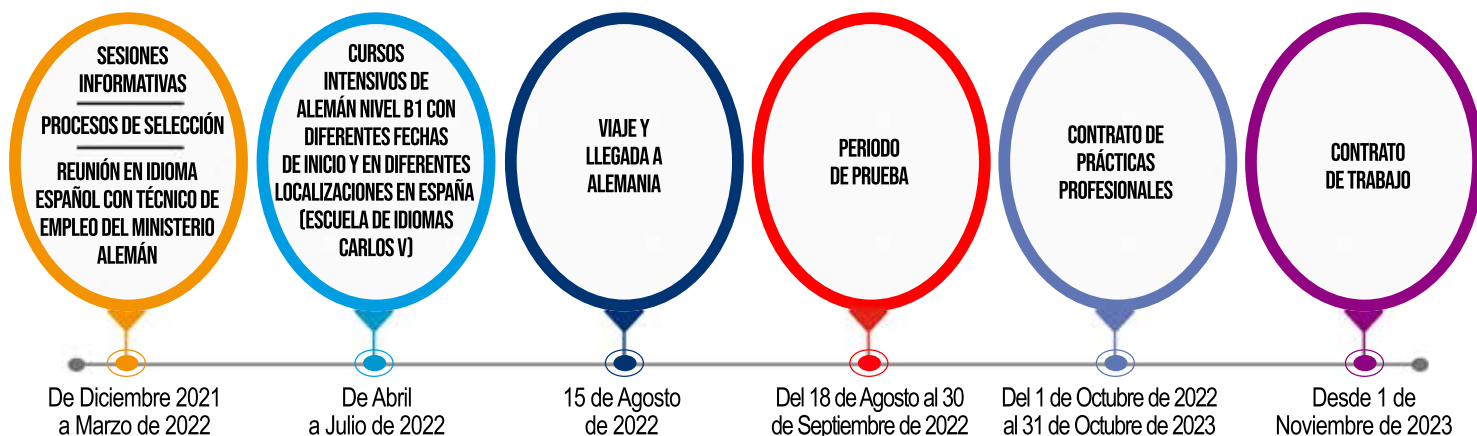 SESIONES
INFORMATIVAS
PROCESOS DE SELECCIÓN
REUNIÓN EN IDIOMA
ESPAÑOL CON TÉCNICO DE
EMPLEO DEL MINISTERIO
ALEMÁN
De Diciembre 2021
a Marzo de 2022
CURSOS
INTENSIVOS DE
ALEMÁN NIVEL B1 CON
DIFERENTES FECHAS
DE INICIO Y EN DIFERENTES
LOCALIZACIONES EN ESPAÑA
(ESCUELA DE IDIOMAS
CARLOS V)
De Abril
a Julio de 2022
VIAJE Y
LLEGADA A
ALEMANIA
15 de Agosto
de 2022
PERIODO
DE PRUEBA
Del 18 de Agosto al 30
de Septiembre de 2022
CONTRATO DE
PRÁCTICAS
PROFESIONALES
Del 1 de Octubre de 2022
al 31 de Octubre de 2023
CONTRATO
DE TRABAJO
Desde 1 de
Noviembre de 2023